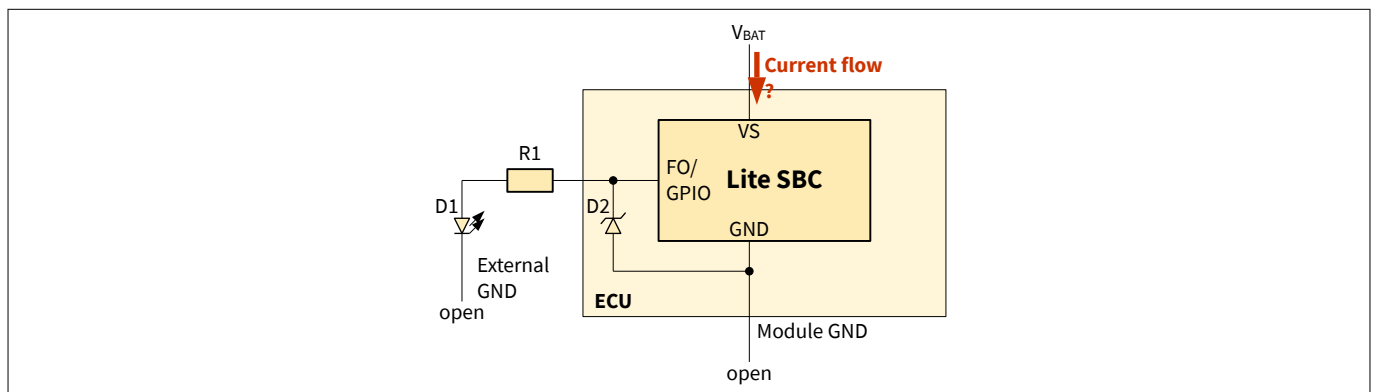 VBAT
Current flow
?
VS
R1
FO/
GPIO
Lite SBC
D1
D2
GND
External
GND
ECU
open
Module GND
open